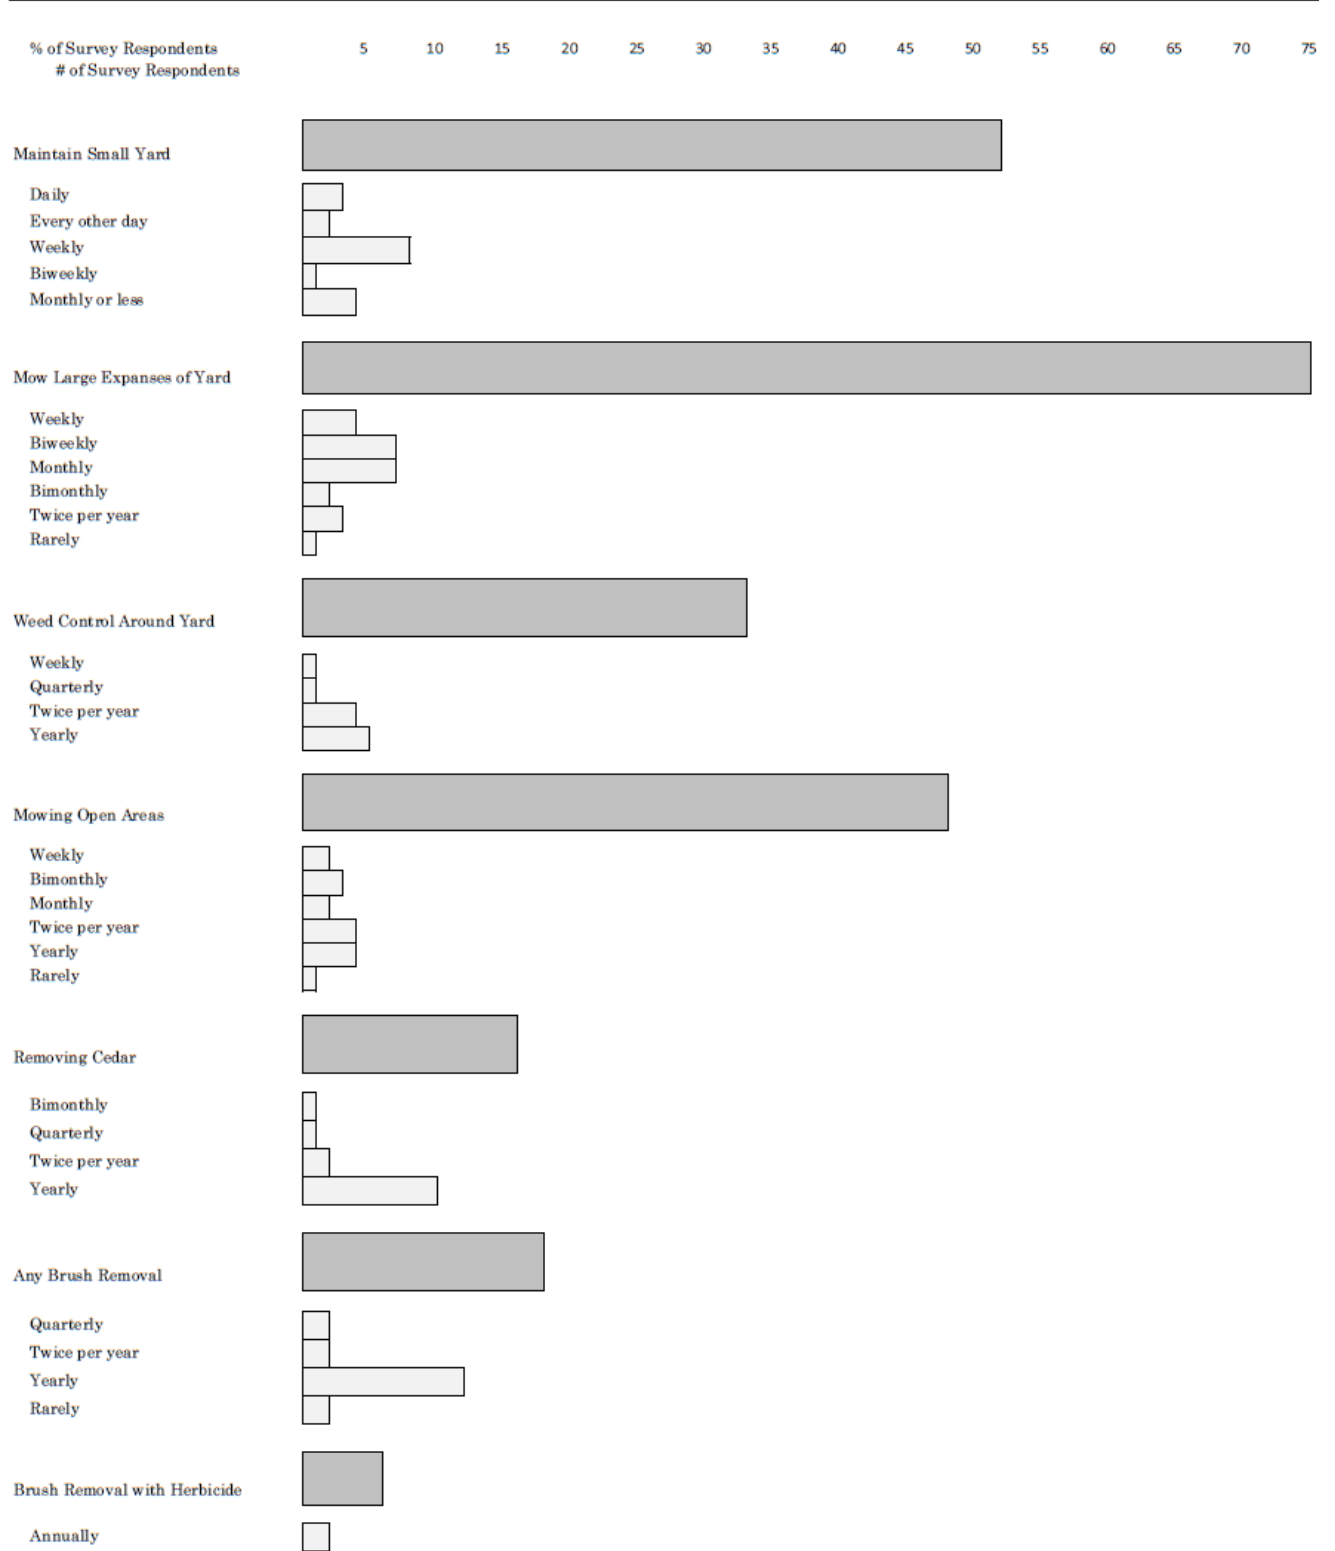 % of Survey Respondents 5 10 15 20 25 30 35 40 45 50 55 60 65 70 75
# of Survey Respondents
Maintain Small Yard
Daily
Every other day
Weekly
Biweekly
Monthly or less
Mow Large Expanses of Yard
Weekly
Biweekly
Monthly
Bimonthly
Twice per year
Rarely
Weed Control Around Yard
Weekly
Quarterly
Twice per year
Yearly
Mowing Open Areas
Weekly
Bimonthly
Monthly
Twice per year
Yearly
Rarely
Removing Cedar
Bimonthly
Quarterly
Twice per year
Yearly
Any Brush Removal
Quarterly
Twice per year
Yearly
Rarely
Brush Removal with Herbicide
Annually